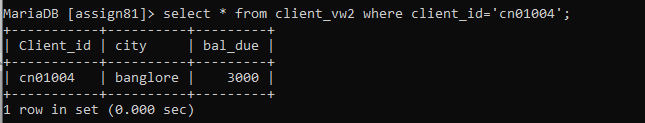 MariaDB [assign81]> select * from client_vw2 where client_id='cn01004';
+-----------+----------+---------+
| Client_id | city     | bal_due |
+-----------+----------+---------+
| cn01004   | banglore |    3000 |
+-----------+----------+---------+
1 row in set (0.000 sec)